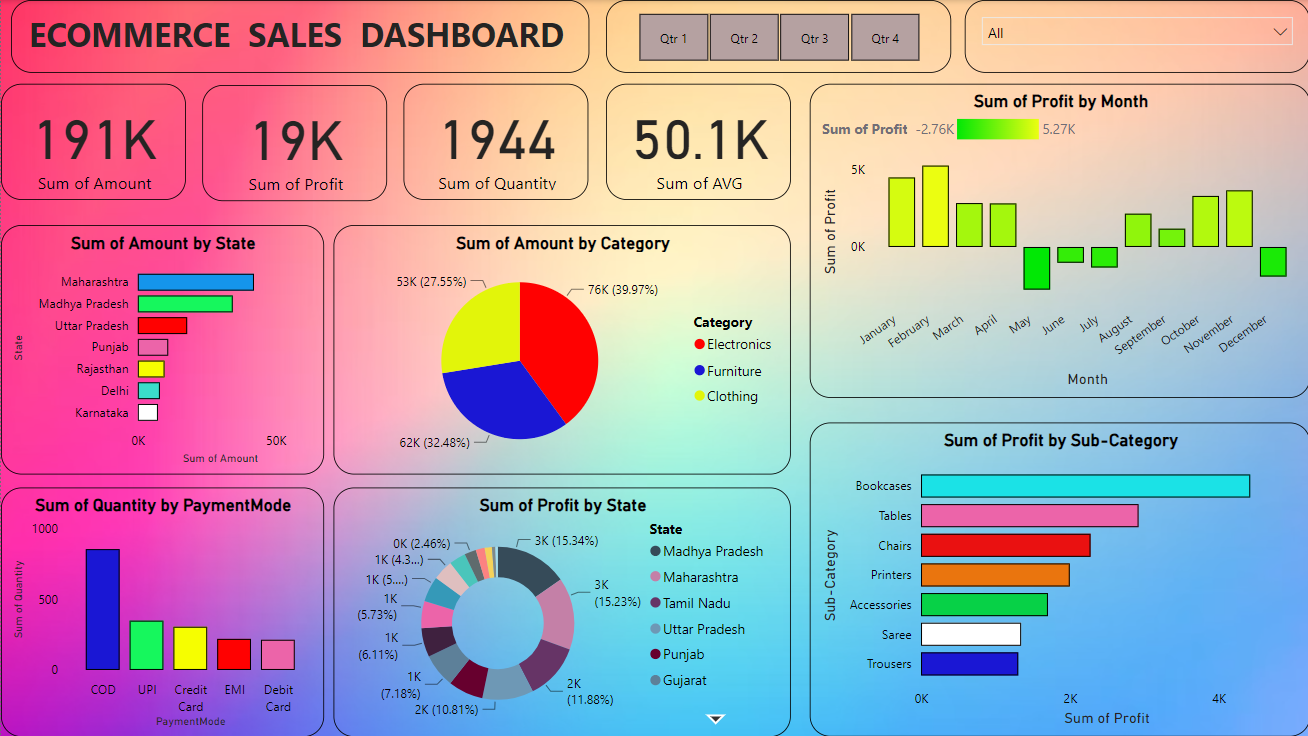 ECOMMERCE SALES DASHBOARD
Qtr 1
Qtr 2
Qtr 3
Qtr 4
All
191K
Sum of Amount
19K
Sum of Profit
1944
Sum of Quantity
50.1K
Sum of AVG
Sum of Profit by Month
Sum of Profit -2.76K 5.27K
5K
0K
Sum of Profit
January
February
March
April
May
June
July
August
September
October
November
December
Month
Sum of Amount by State
State
Maharashtra
Madhya Pradesh
Uttar Pradesh
Punjab
Rajasthan
Delhi
Karnataka
0K
50K
Sum of Amount
Sum of Amount by Category
53K (27.55%)
76K (39.97%)
62K (32.48%)
Category
Electronics
Furniture
Clothing
Sum of Quantity by PaymentMode
1000
500
0
Sum of Quantity
COD
UPI
Credit
Card
EMI
Debit
Card
PaymentMode
Sum of Profit by State
0K (2.46%)
1K (4.3...)
1K (5....)
1K
(5.73%)
1K
(6.11%)
1K
(7.18%)
2K (10.81%)
2K
(11.88%)
3K
(15.23%)
3K (15.34%)
State
Madhya Pradesh
Maharashtra
Tamil Nadu
Uttar Pradesh
Punjab
Gujarat
Sum of Profit by Sub-Category
Sub-Category
Bookcases
Tables
Chairs
Printers
Accessories
Saree
Trousers
0K
2K
4K
Sum of Profit